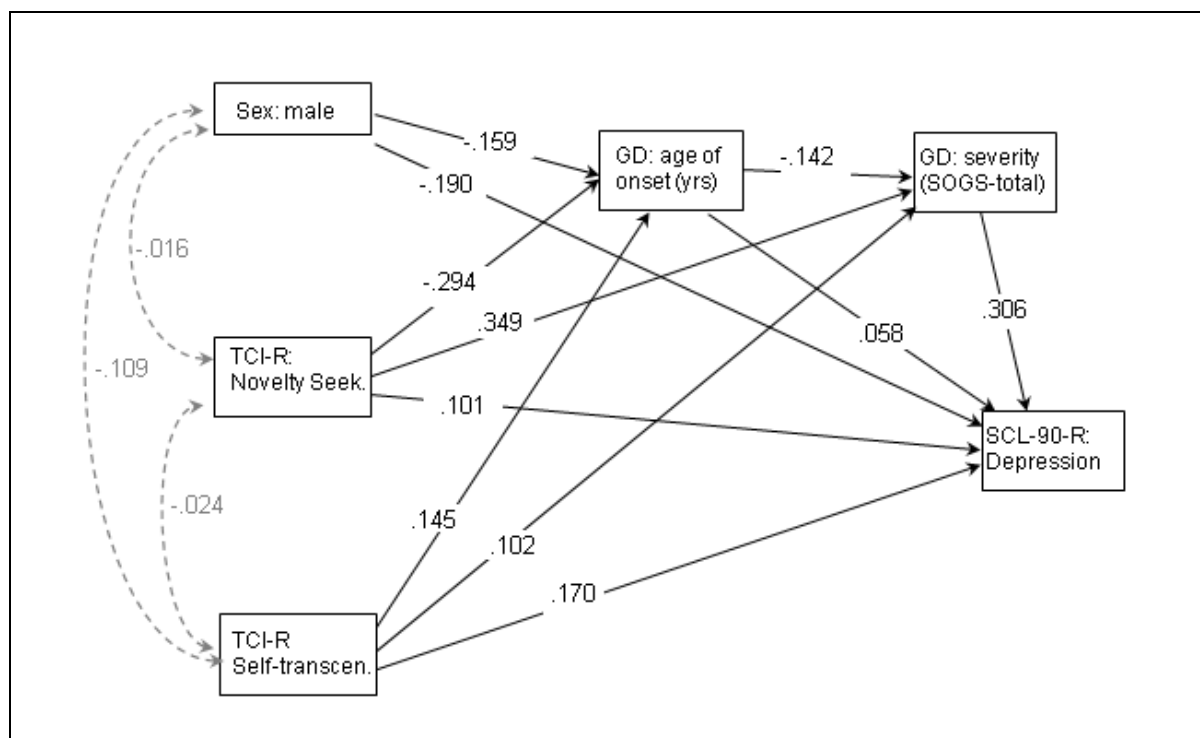 Sex: male
-.159
GD: age of
onset (yrs)
-.142
GD: severity
(SOGS-total)
-.190
-.016
-.294
.349
.058
.306
TCI-R:
Novelty Seek.
-.109
.101
SCL-90-R:
Depression
-.024
.145
.102
.170
TCI-R
Self-transcen.